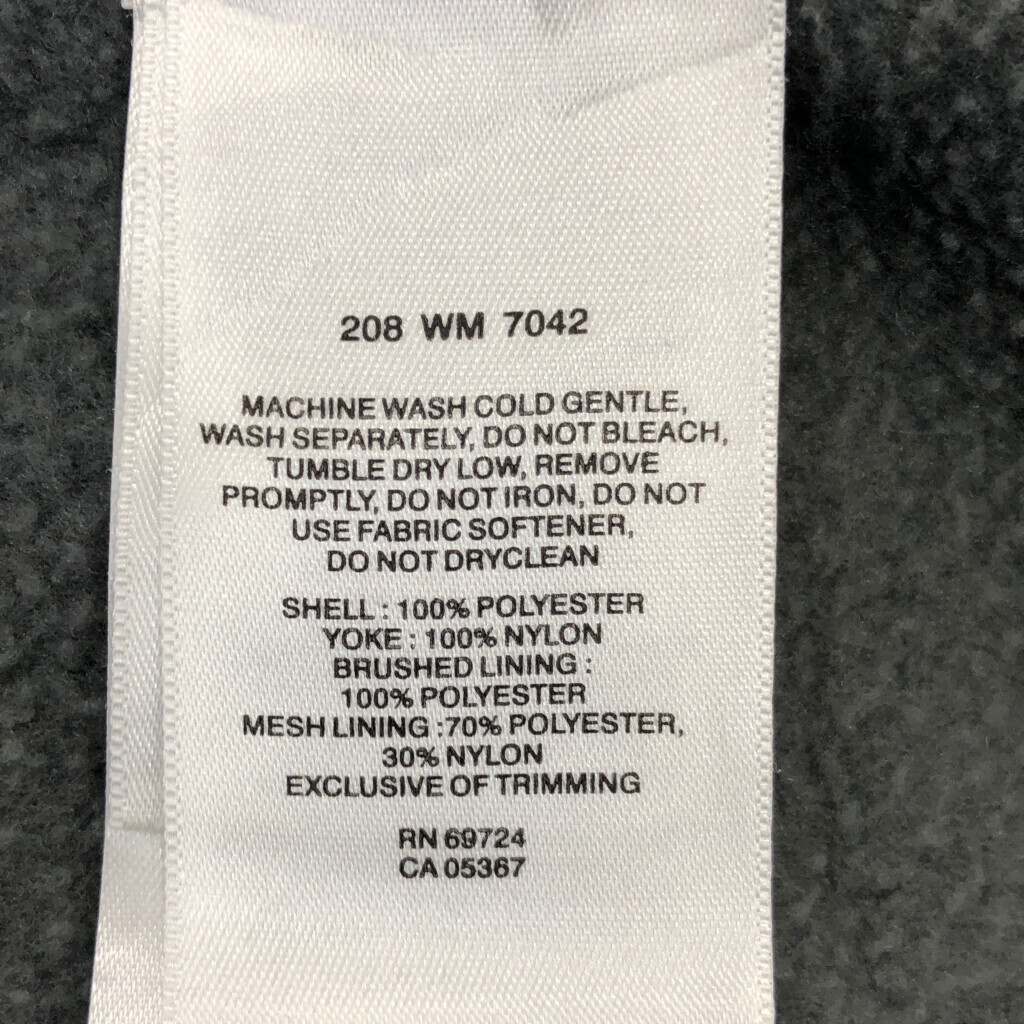 208 WM 7042
MACHINE WASH COLD GENTLE,
WASH SEPARATELY, DO NOT BLEACH,
TUMBLE DRY LOW, REMOVE
PROMPTLY, DO NOT IRON, DO NOT
USE FABRIC SOFTENER,
DO NOT DRYCLEAN
SHELL : 100% POLYESTER
YOKE : 100% NYLON
BRUSHED LINING :
100% POLYESTER
MESH LINING :70% POLYESTER,
30% NYLON
EXCLUSIVE OF TRIMMING
RN 69724
CA 05367